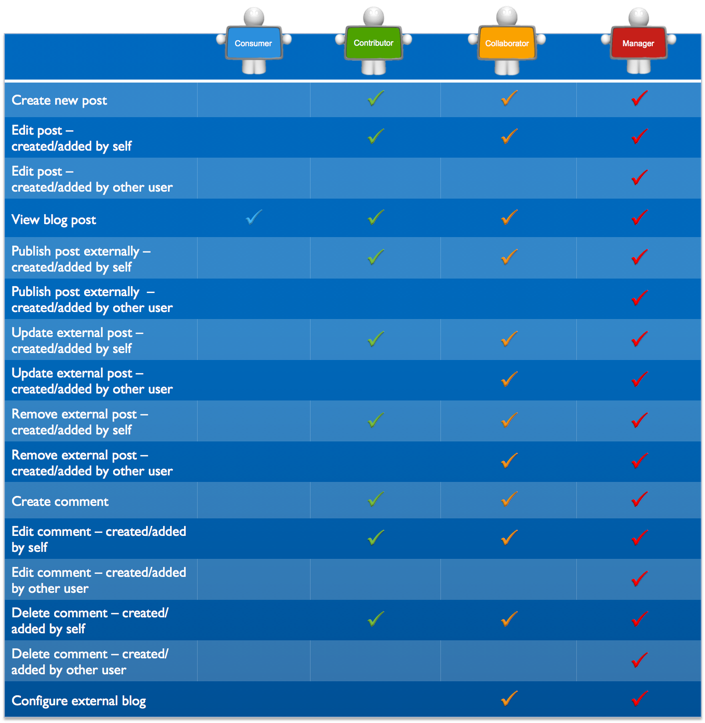 Consumer
Contributor
Collaborator
Manager
Create new post
Edit post –
created/added by self
Edit post –
created/added by other user
View blog post
Publish post externally –
created/added by self
Publish post externally –
created/added by other user
Update external post –
created/added by self
Update external post –
created/added by other user
Remove external post –
created/added by self
Remove external post –
created/added by other user
Create comment
Edit comment – created/added
by self
Edit comment – created/added
by other user
Delete comment – created/
added by self
Delete comment – created/
added by other user
Configure external blog